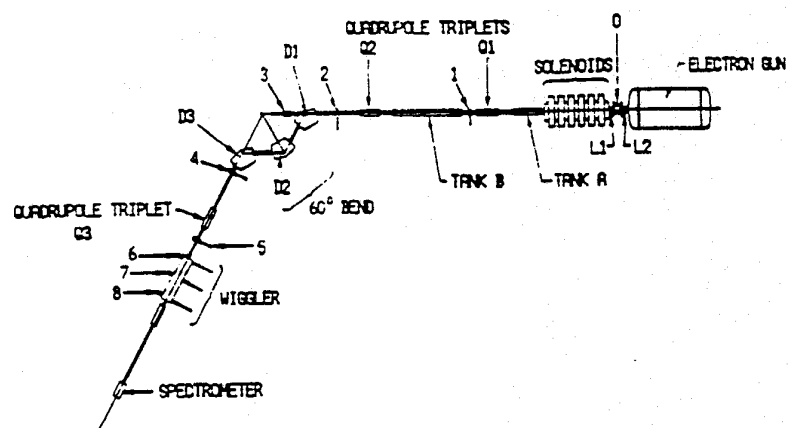 QUADRUPOLE TRIPLETS
Q2
Q1
0
SOLENOIDS
ELECTRON GUN
3
D1
2
1
L1
L2
D3
4
D2
60° BEND
TANK B
TANK A
QUADRUPOLE TRIPLET
Q3
5
6
7
8
WIGGLER
SPECTROMETER